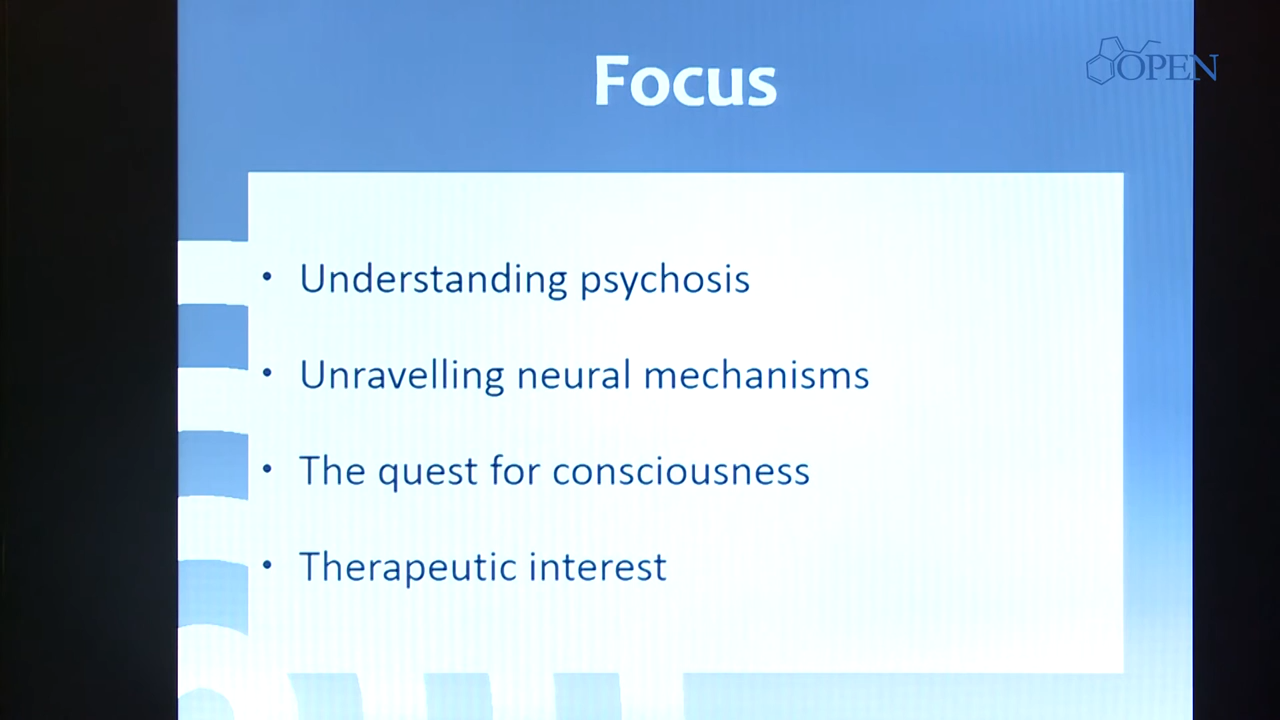 Focus
OPEN
• Understanding psychosis
• Unravelling neural mechanisms
• The quest for consciousness
• Therapeutic interest